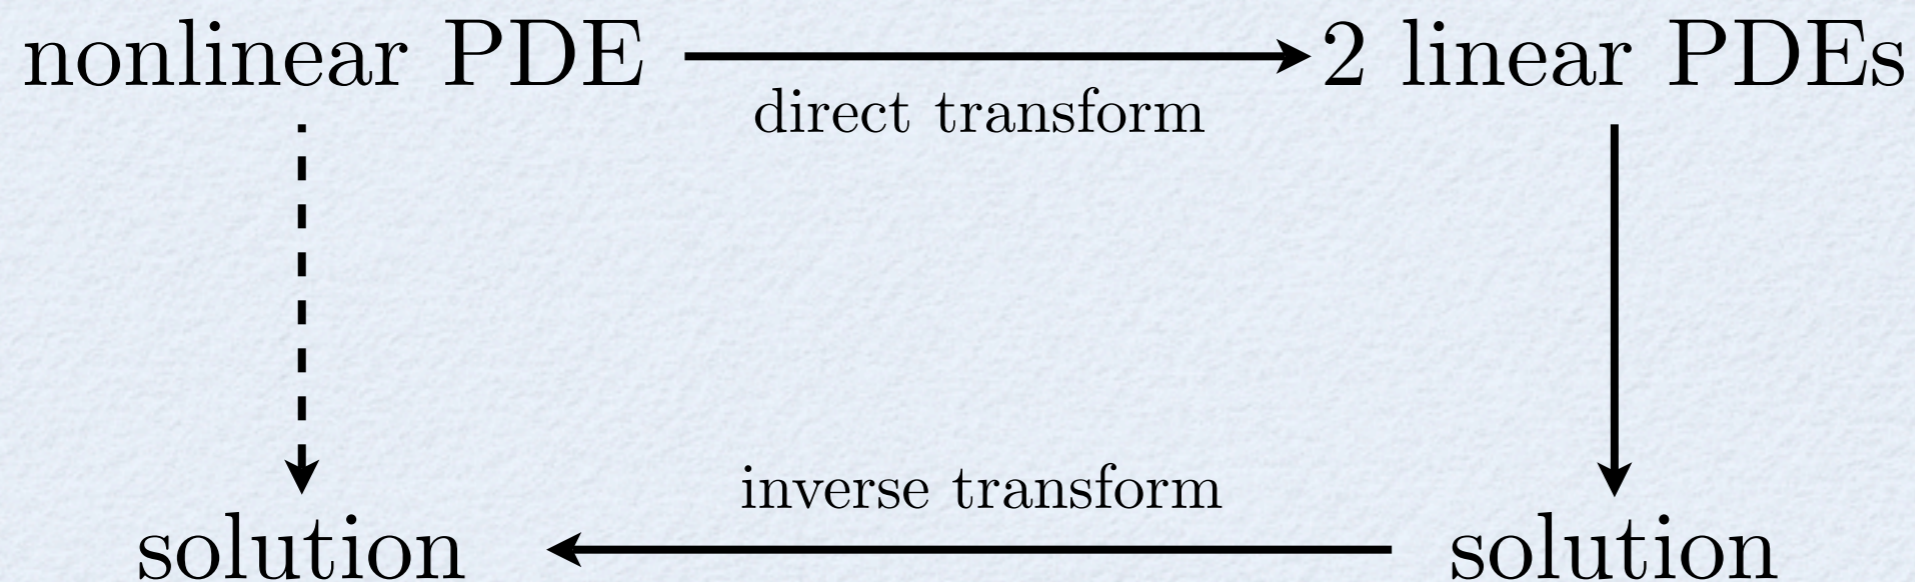 nonlinear PDE
2 linear PDEs
direct transform
inverse transform
solution
solution